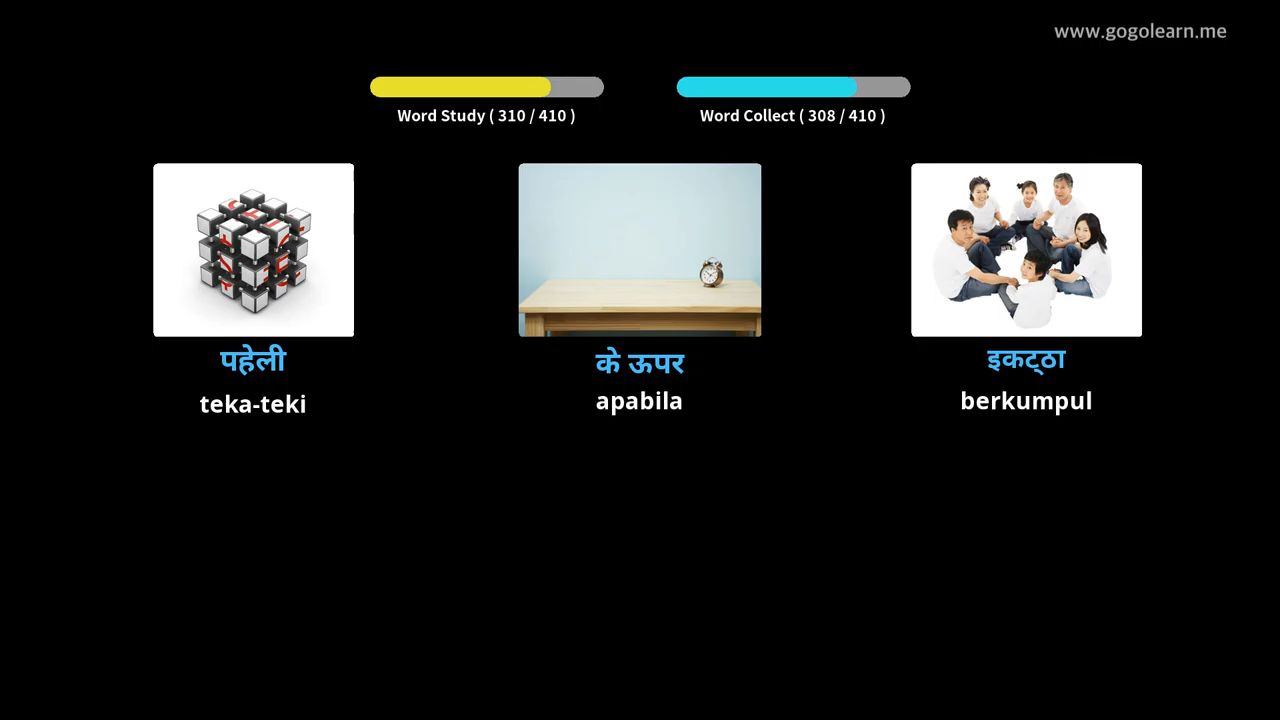 www.gogolearn.me
Word Study ( 310 / 410 )
Word Collect ( 308 / 410 )
पहेली
teka-teki
के ऊपर
apabila
इकट्ठा
berkumpul